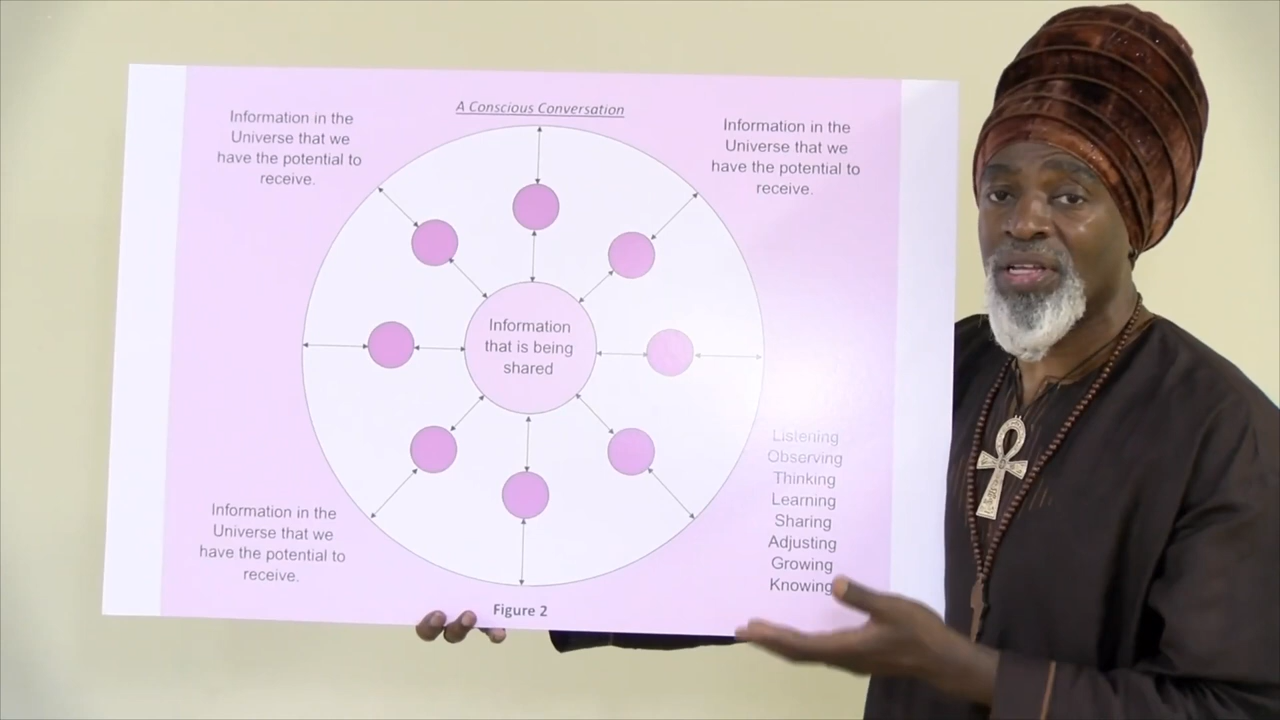 A Conscious Conversation
Information in the
Universe that we
have the potential to
receive.
Information in the
Universe that we
have the potential to
receive.
Information
that is being
shared
Listening
Observing
Thinking
Learning
Sharing
Adjusting
Growing
Knowing
Information in the
Universe that we
have the potential to
receive.
Figure 2